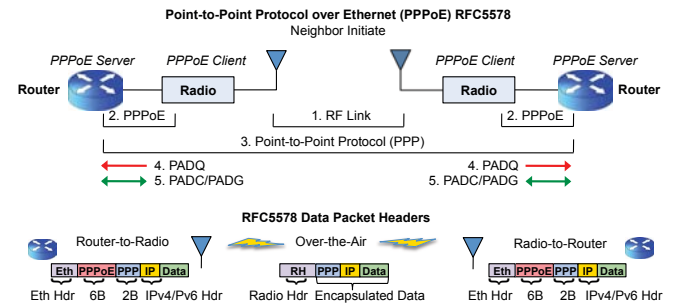 Point-to-Point Protocol over Ethernet (PPPoE) RFC5578
Neighbor Initiate
PPPoE Server PPPoE Client PPPoE Client PPPoE Server
Router Radio Radio Router
2. PPPoE 1. RF Link 2. PPPoE
3. Point-to-Point Protocol (PPP)
4. PADQ 4. PADQ
5. PADC/PADG 5. PADC/PADG
RFC5578 Data Packet Headers
Router-to-Radio Over-the-Air Radio-to-Router
Eth PPPoE PPP IP Data RH PPP IP Data Eth PPPoE PPP IP Data
Eth Hdr 6B 2B IPv4/Pv6 Hdr Radio Hdr Encapsulated Data Eth Hdr 6B 2B IPv4/Pv6 Hdr